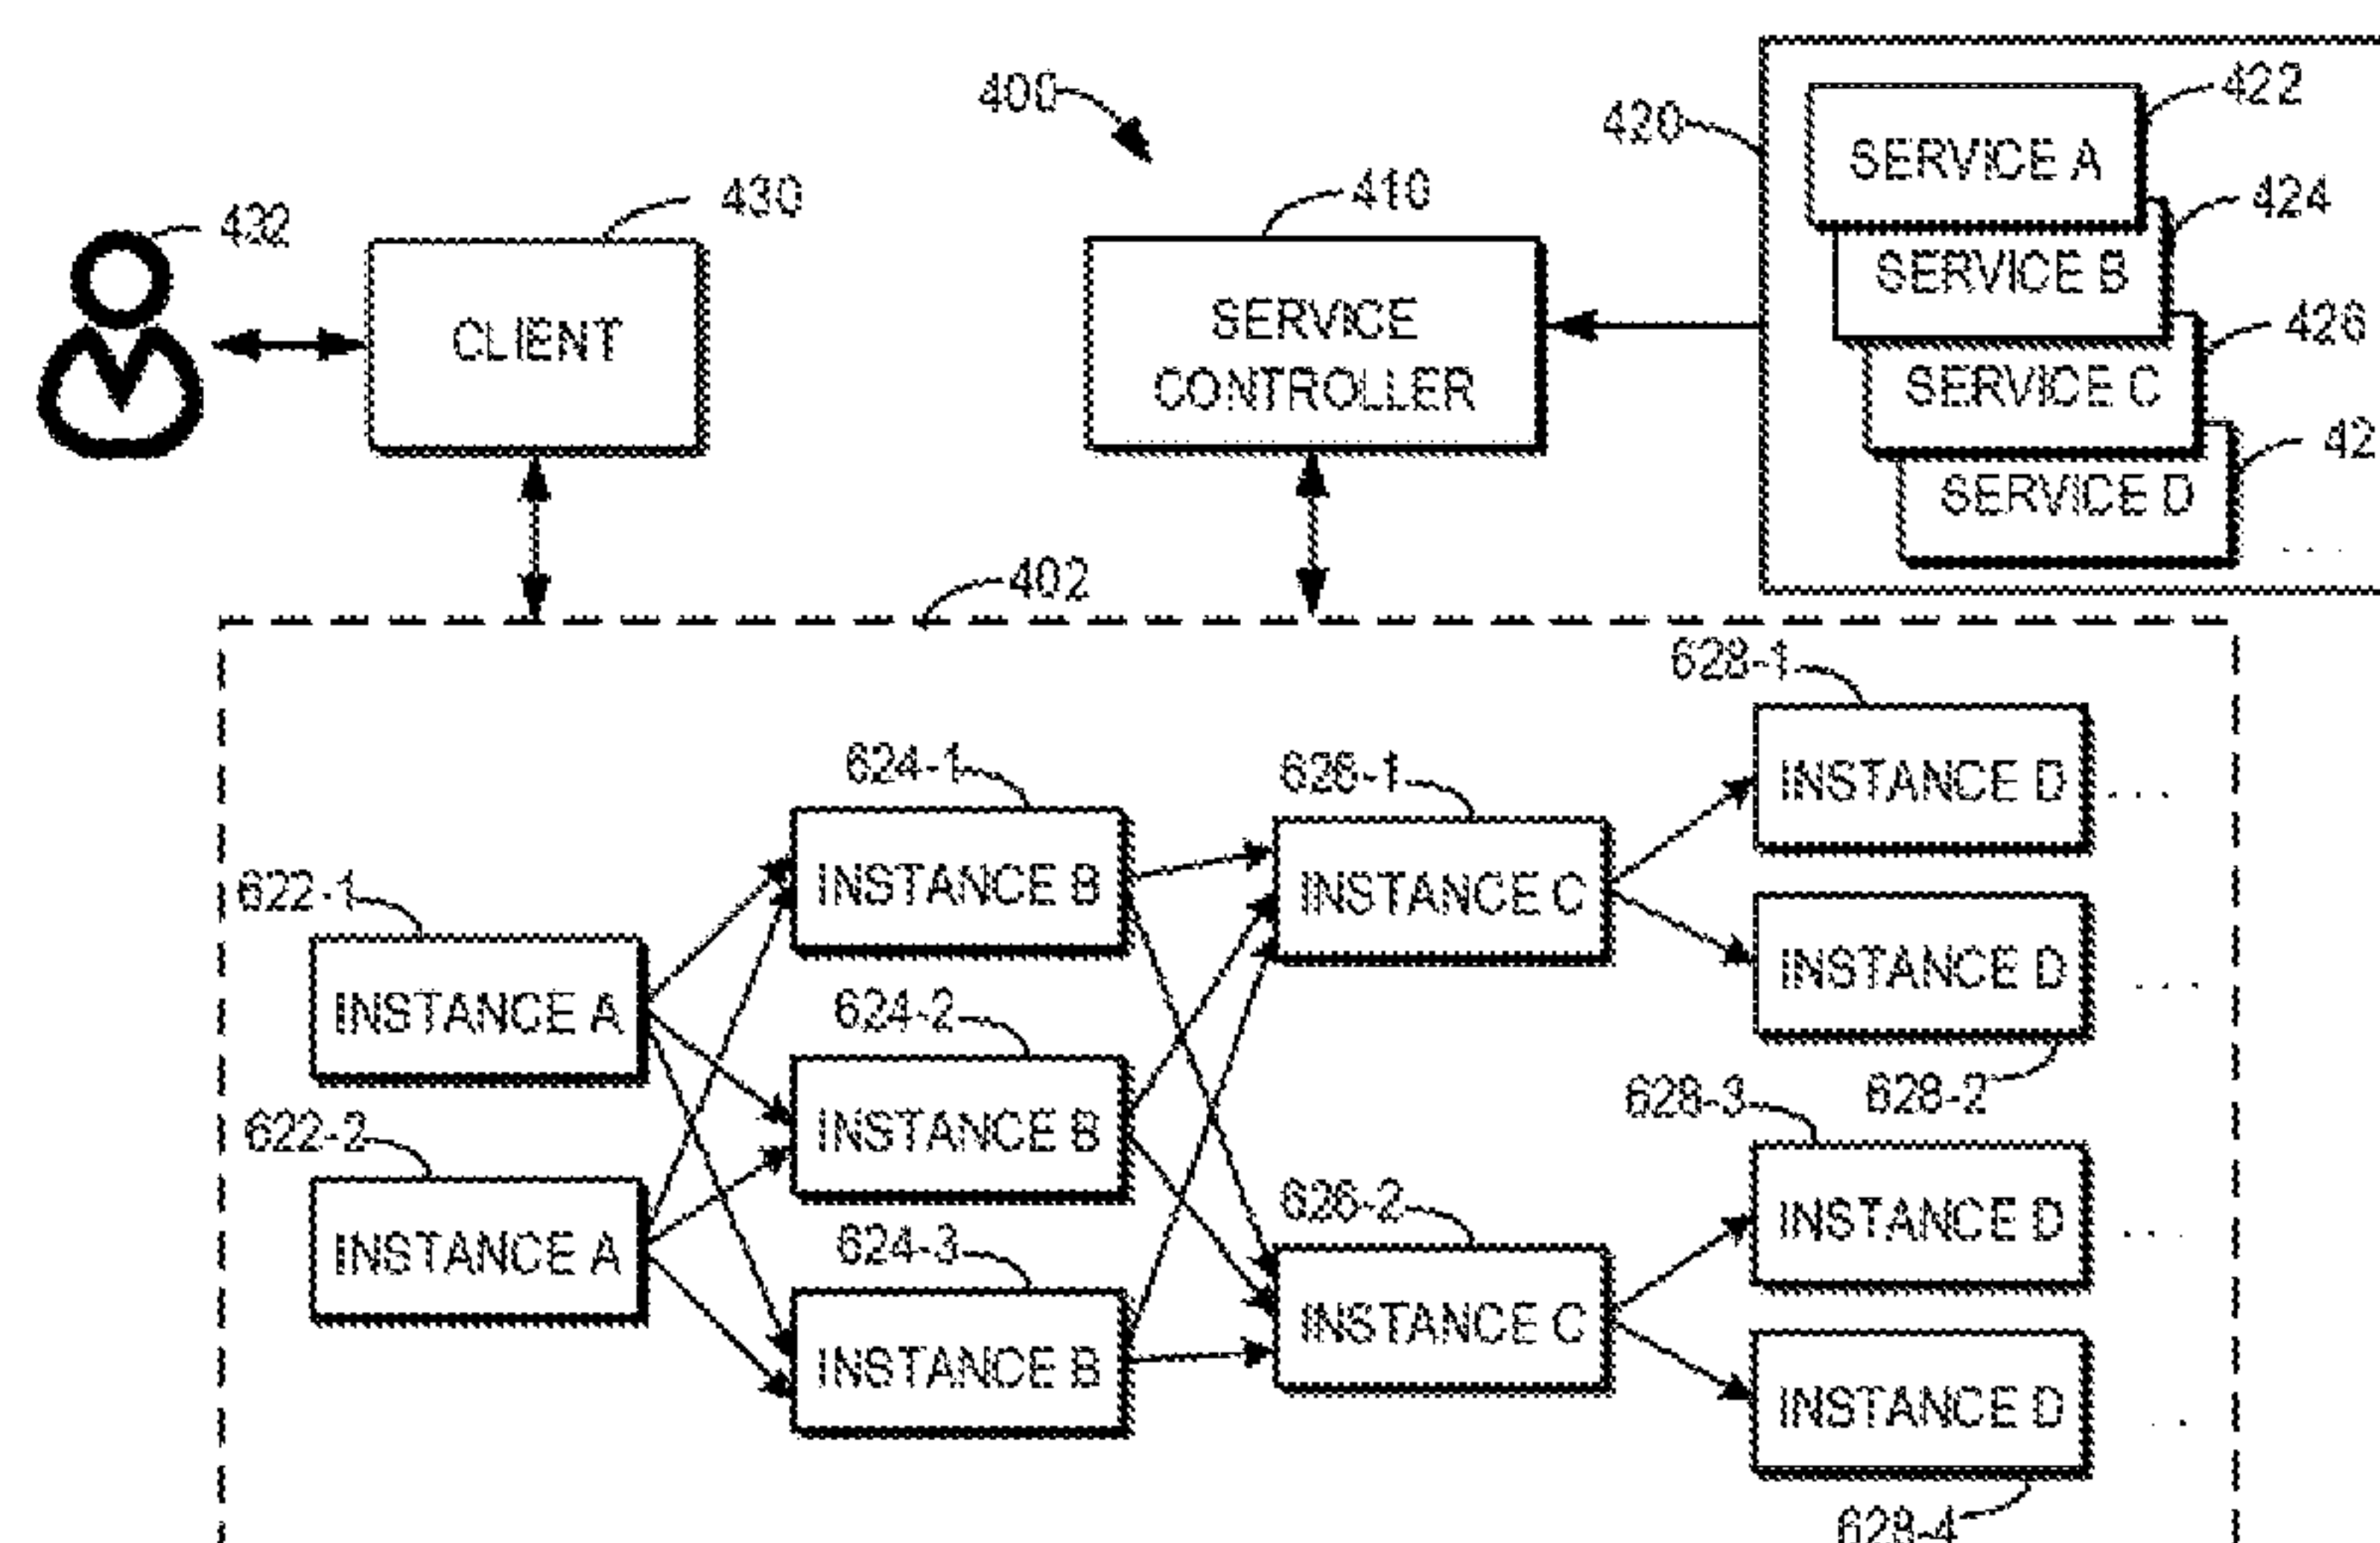 400
420
422
SERVICE A
424
SERVICE B
426
SERVICE C
42
SERVICE D
. . .
432
430
CLIENT
410
SERVICE
CONTROLLER
402
628-1
INSTANCE D
. . .
624-1
626-1
INSTANCE B
INSTANCE C
INSTANCE D
. . .
622-1
INSTANCE A
624-2
628-2
628-3
622-2
INSTANCE B
INSTANCE D
. . .
INSTANCE A
624-3
626-2
INSTANCE B
INSTANCE C
INSTANCE D
. .
628-4